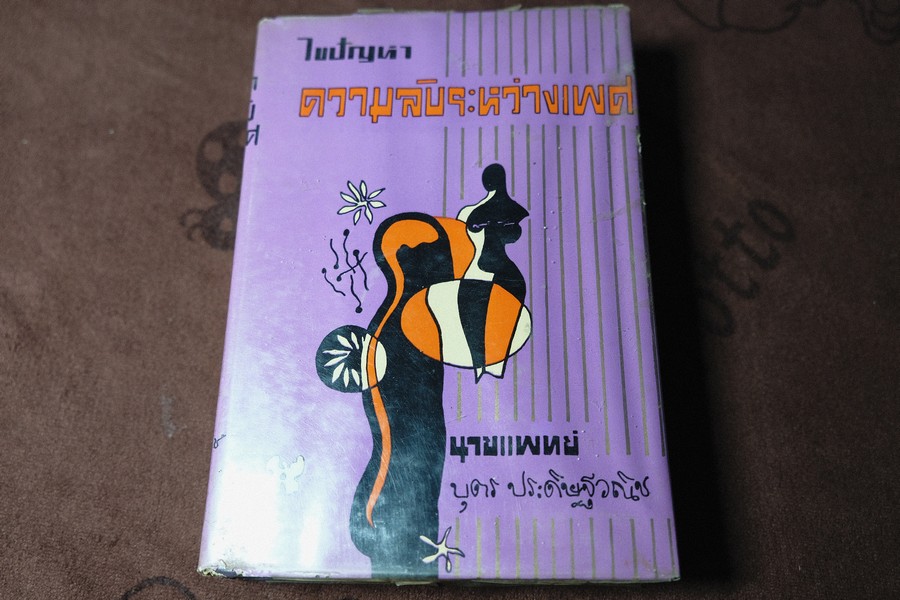 ไขปัญหา
ความลับระหว่างเพศ
นายแพทย์
บุตร ประดิษฐ์วณิช